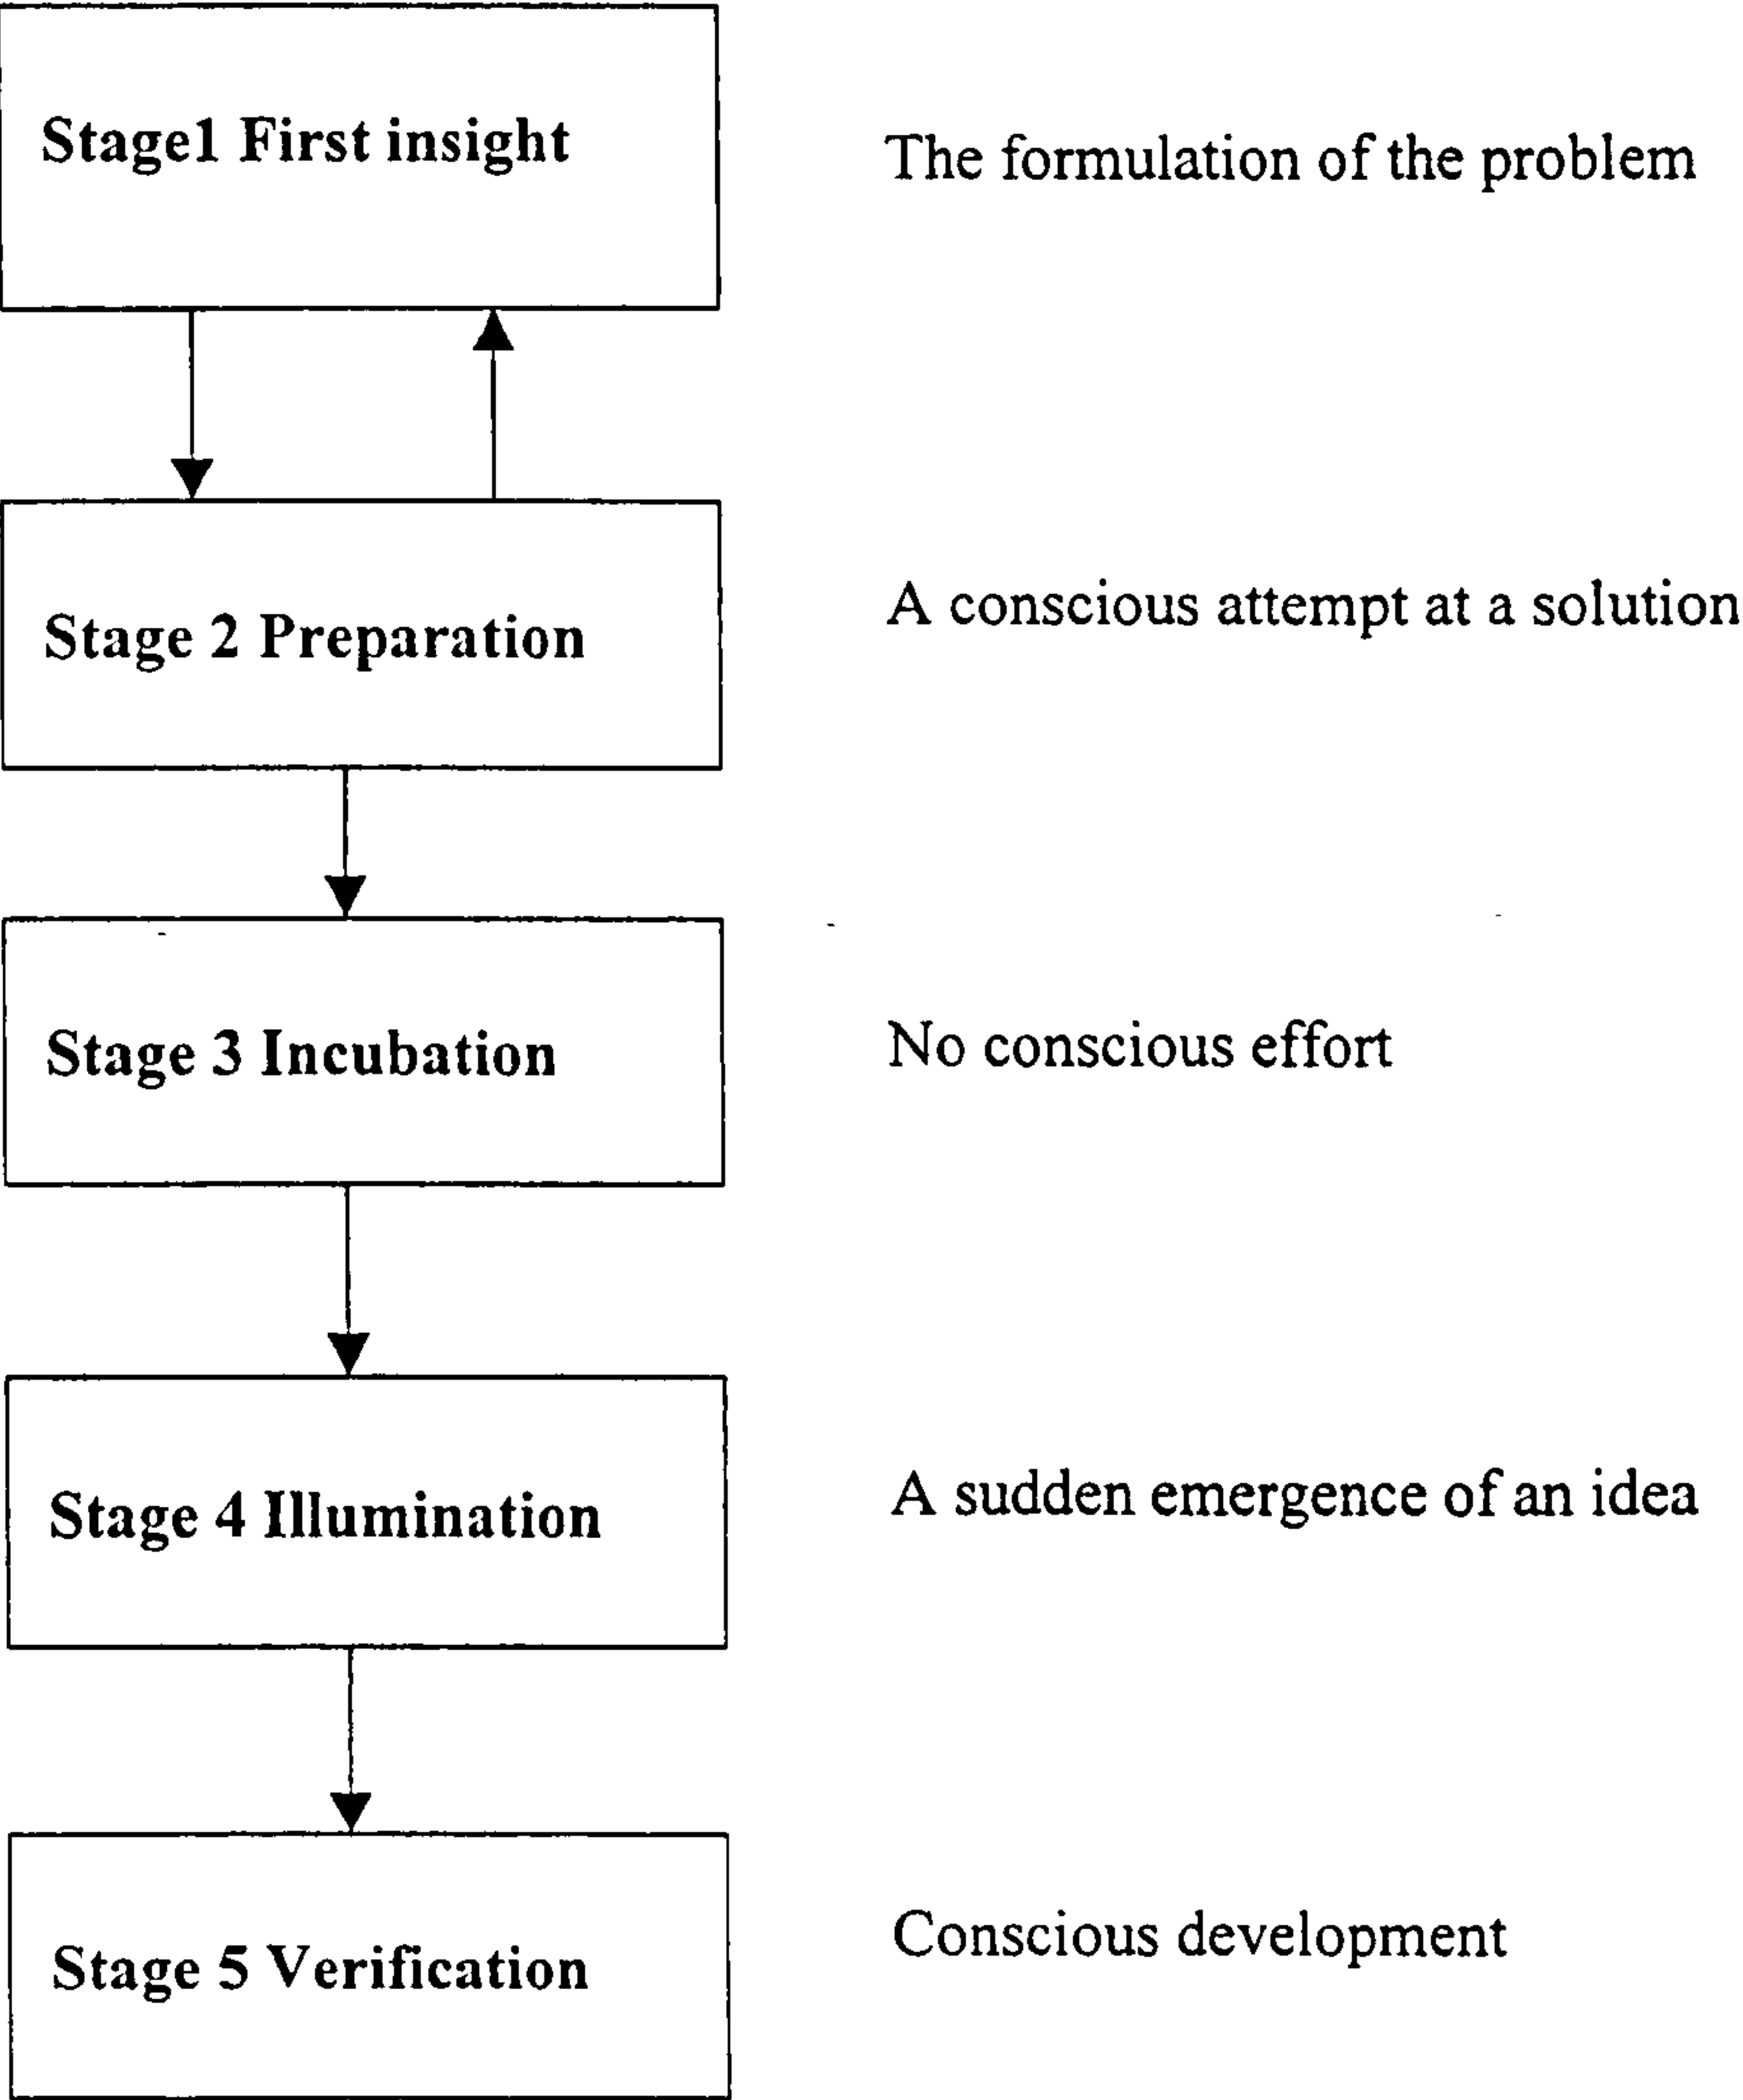 Stage1 First insight
The formulation of the problem
Stage 2 Preparation
A conscious attempt at a solution
Stage 3 Incubation
No conscious effort
Stage 4 Illumination
A sudden emergence of an idea
Stage 5 Verification
Conscious development